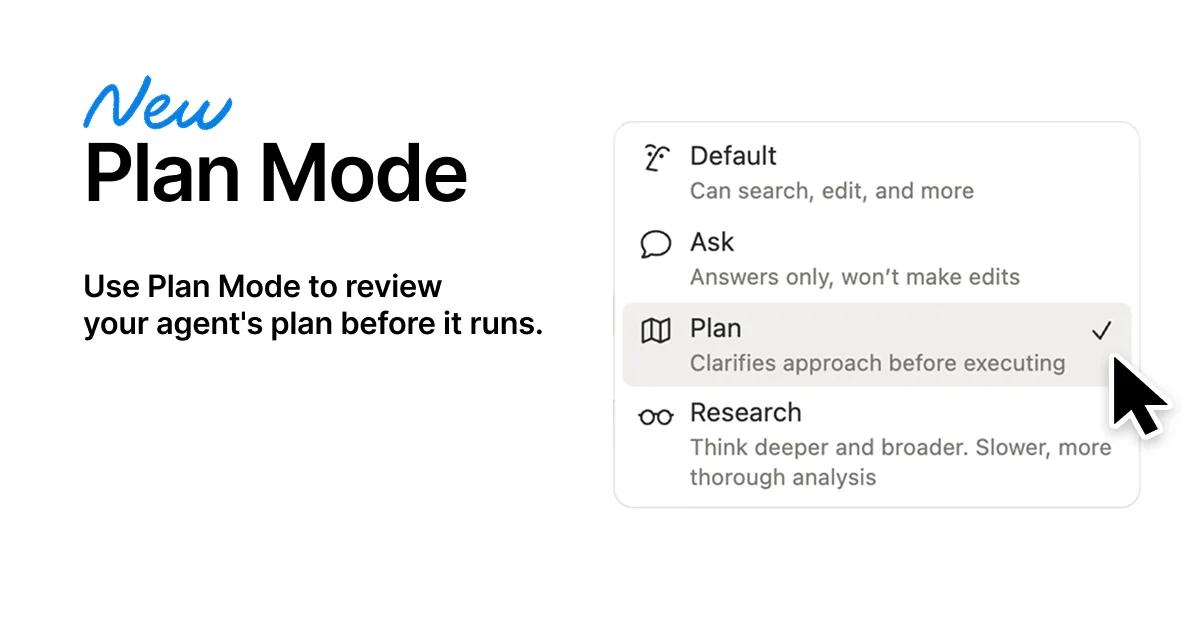 New
Plan Mode
Use Plan Mode to review
your agent's plan before it runs.
Default
Can search, edit, and more
Ask
Answers only, won’t make edits
Plan
Clarifies approach before executing
Research
Think deeper and broader. Slower, more
thorough analysis